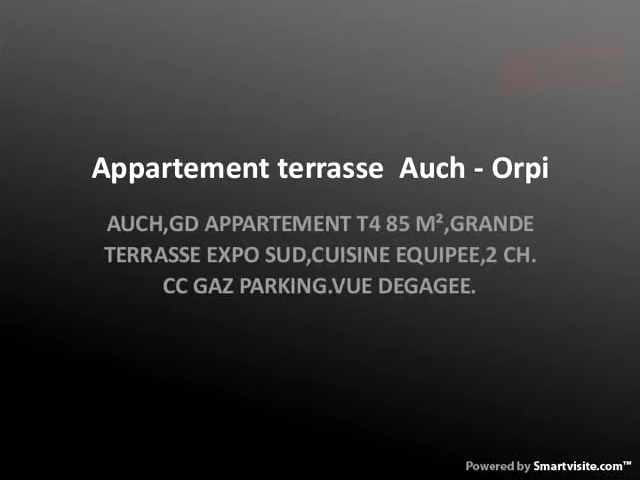 Appartement terrasse  Auch - Orpi
AUCH,GD APPARTEMENT T4 85 M²,GRANDE
TERRASSE EXPO SUD,CUISINE EQUIPEE,2 CH.
CC GAZ PARKING.VUE DEGAGEE.
Powered by Smartvisite.com™